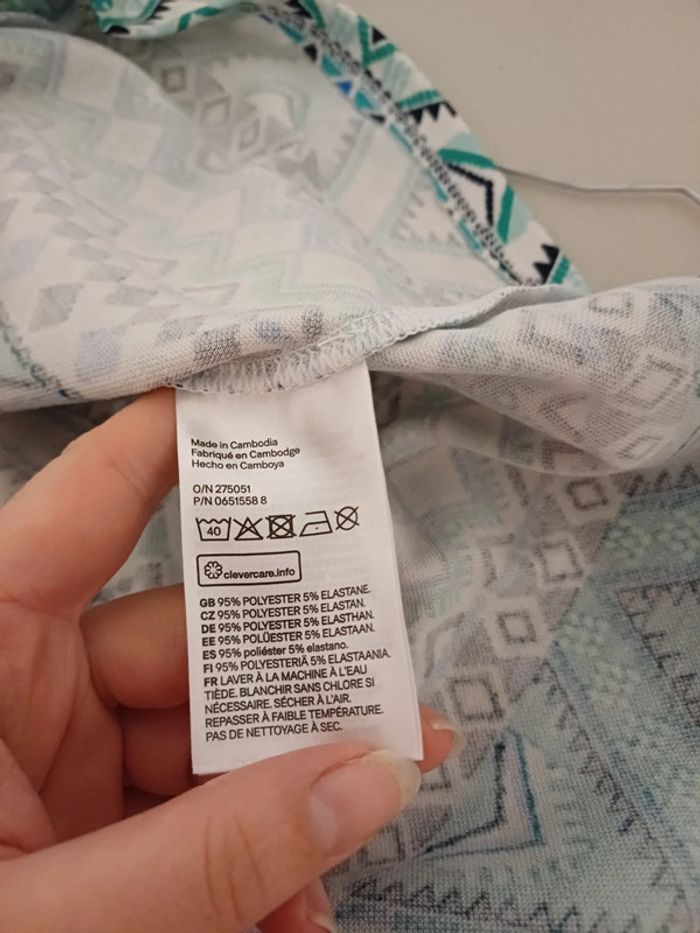 Made in Cambodia
Fabriqué en Cambodge
Hecho en Camboya
O/N 275051
P/N 0651558 8
40
clevercare.info
GB 95% POLYESTER 5% ELASTANE.
CZ 95% POLYESTER 5% ELASTAN.
DE 95% POLYESTER 5% ELASTHAN.
EE 95% POLÜESTER 5% ELASTAAN.
ES 95% poliéster 5% elastano.
FI 95% POLYESTERIÄ 5% ELASTAANIA.
FR LAVER À LA MACHINE À L'EAU
TIÈDE. BLANCHIR SANS CHLORE SI
NÉCESSAIRE. SÉCHER À L'AIR.
REPASSER À FAIBLE TEMPÉRATURE.
PAS DE NETTOYAGE À SEC.